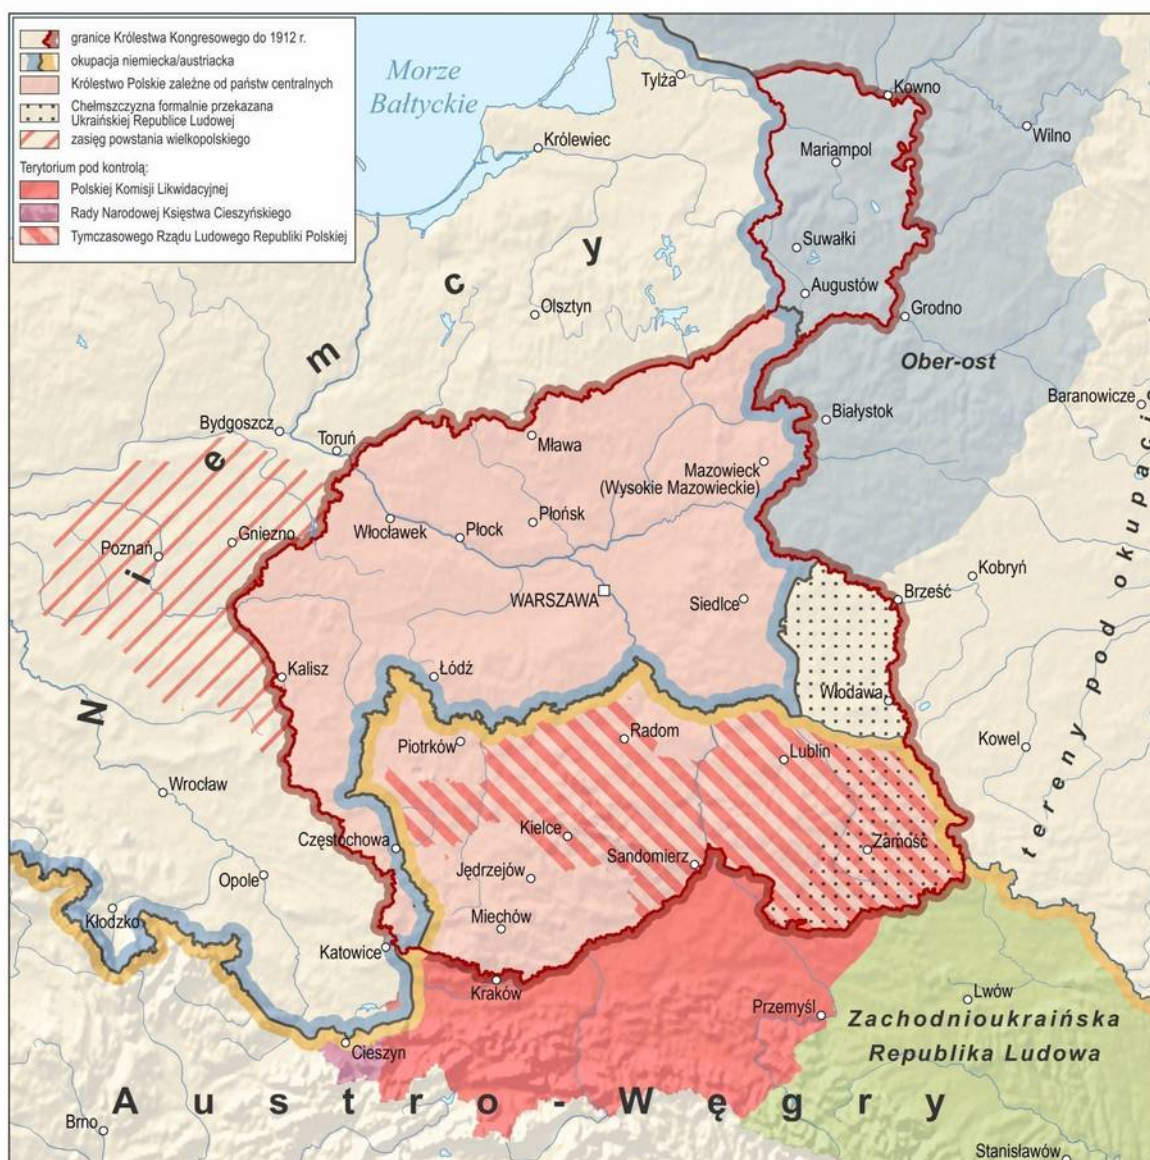 granice Królestwa Kongresowego do 1912 r.
okupacja niemiecka/austriacka
Królestwo Polskie zależne od państw centralnych
Chełmszczyzna formalnie przekazana
Ukraińskiej Republice Ludowej
zasięg powstania wielkopolskiego
Terytorium pod kontrolą:
Polskiej Komisji Likwidacyjnej
Rady Narodowej Księstwa Cieszyńskiego
Tymczasowego Rządu Ludowego Republiki Polskiej
Morze
Bałtyckie
Tylża
Kowno
Wilno
Królewiec
Mariampol
Suwałki
Augustów
Olsztyn
Grodno
Ober-ost
Baranowicze
Białystok
Bydgoszcz
Toruń
Mława
Mazowieck
(Wysokie Mazowieckie)
Włocławek
Płock
Płońsk
Gniezno
Poznań
Niemcy
WARSZAWA
Siedlce
Kobryń
Brześć
Kalisz
Łódź
Włodawa
tereny pod okupacją
Piotrków
Radom
Lublin
Kowel
Wrocław
Częstochowa
Kielce
Zamość
Sandomierz
Jędrzejów
Opole
Kłodzko
Miechów
Katowice
Kraków
Przemyśl
Lwów
Zachodnioukraińska
Republika Ludowa
Cieszyn
Austro-Węgry
Brno
Stanisławów